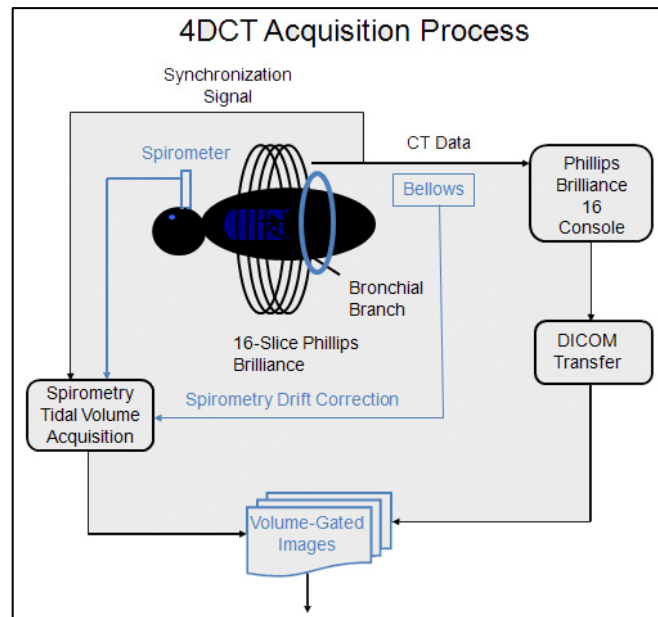 4DCT Acquisition Process
Synchronization
Signal
Spirometer
CT Data
Bellows
Phillips
Brilliance
16
Console
Bronchial
Branch
16-Slice Phillips
Brilliance
DICOM
Transfer
Spirometry
Tidal Volume
Acquisition
Spirometry Drift Correction
Volume-Gated
Images